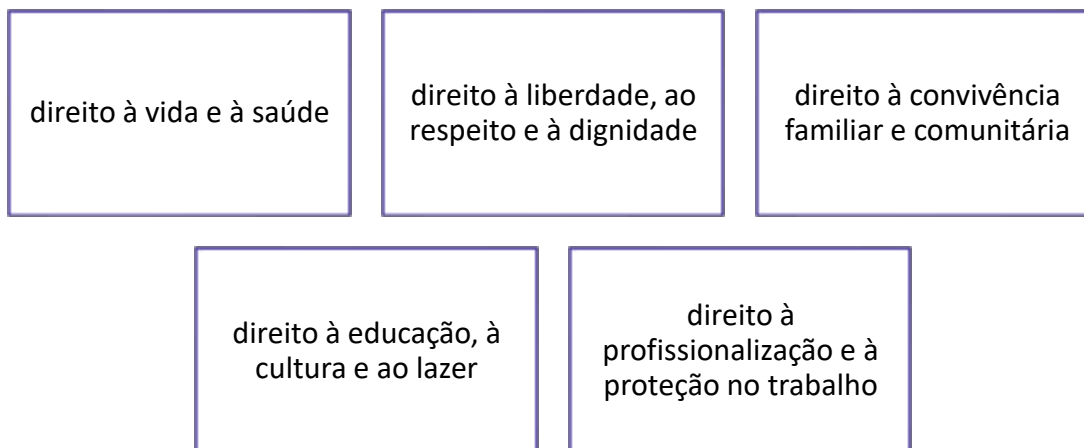 direito à vida e à saúde
direito à liberdade, ao
respeito e à dignidade
direito à convivência
familiar e comunitária
direito à educação, à
cultura e ao lazer
direito à
profissionalização e à
proteção no trabalho